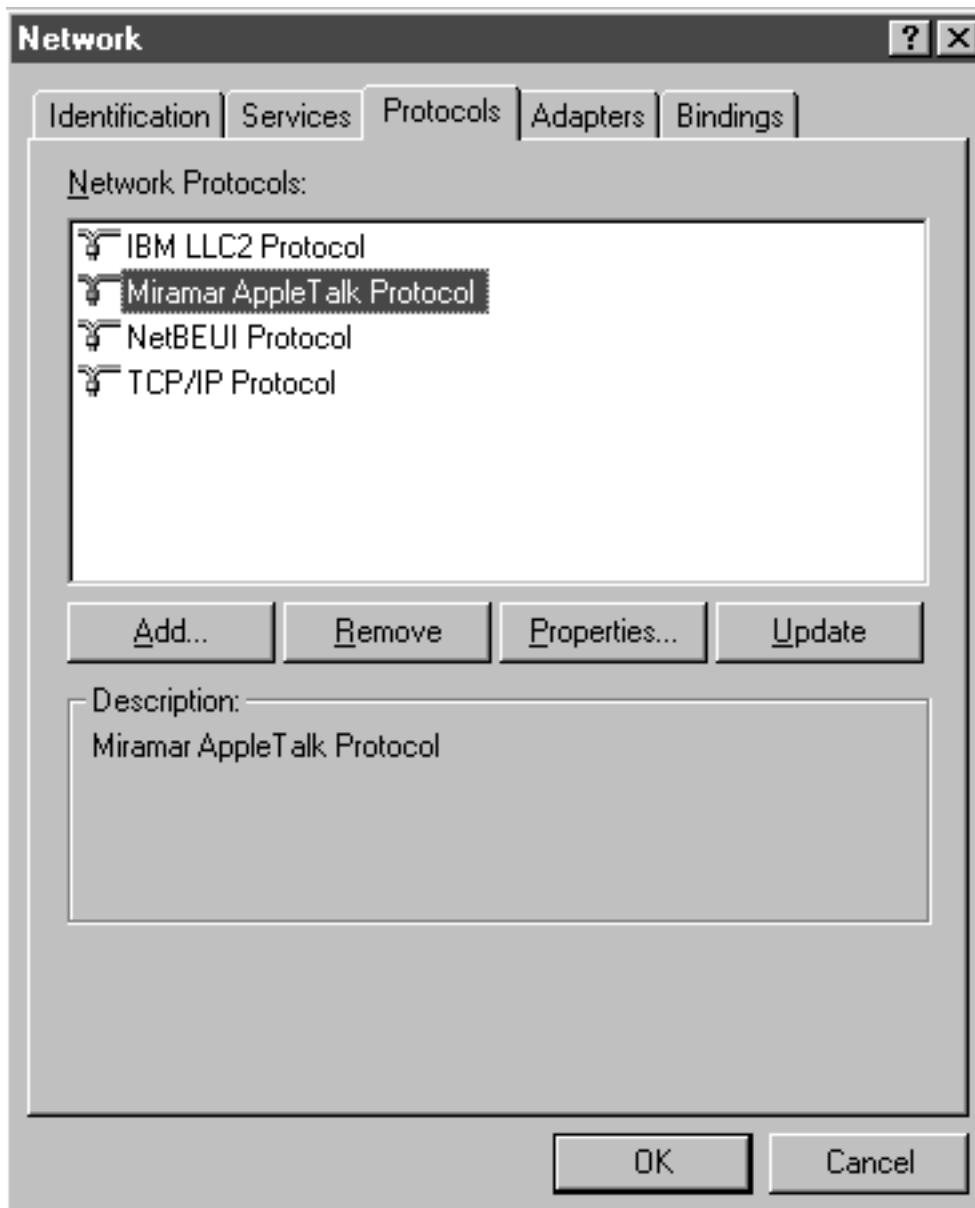 Network
Identification Services Protocols Adapters Bindings
Network Protocols:
IBM LLC2 Protocol
Miramar AppleTalk Protocol
NetBEUI Protocol
TCP/IP Protocol
Add... Remove Properties... Update
Description:
Miramar AppleTalk Protocol
OK Cancel